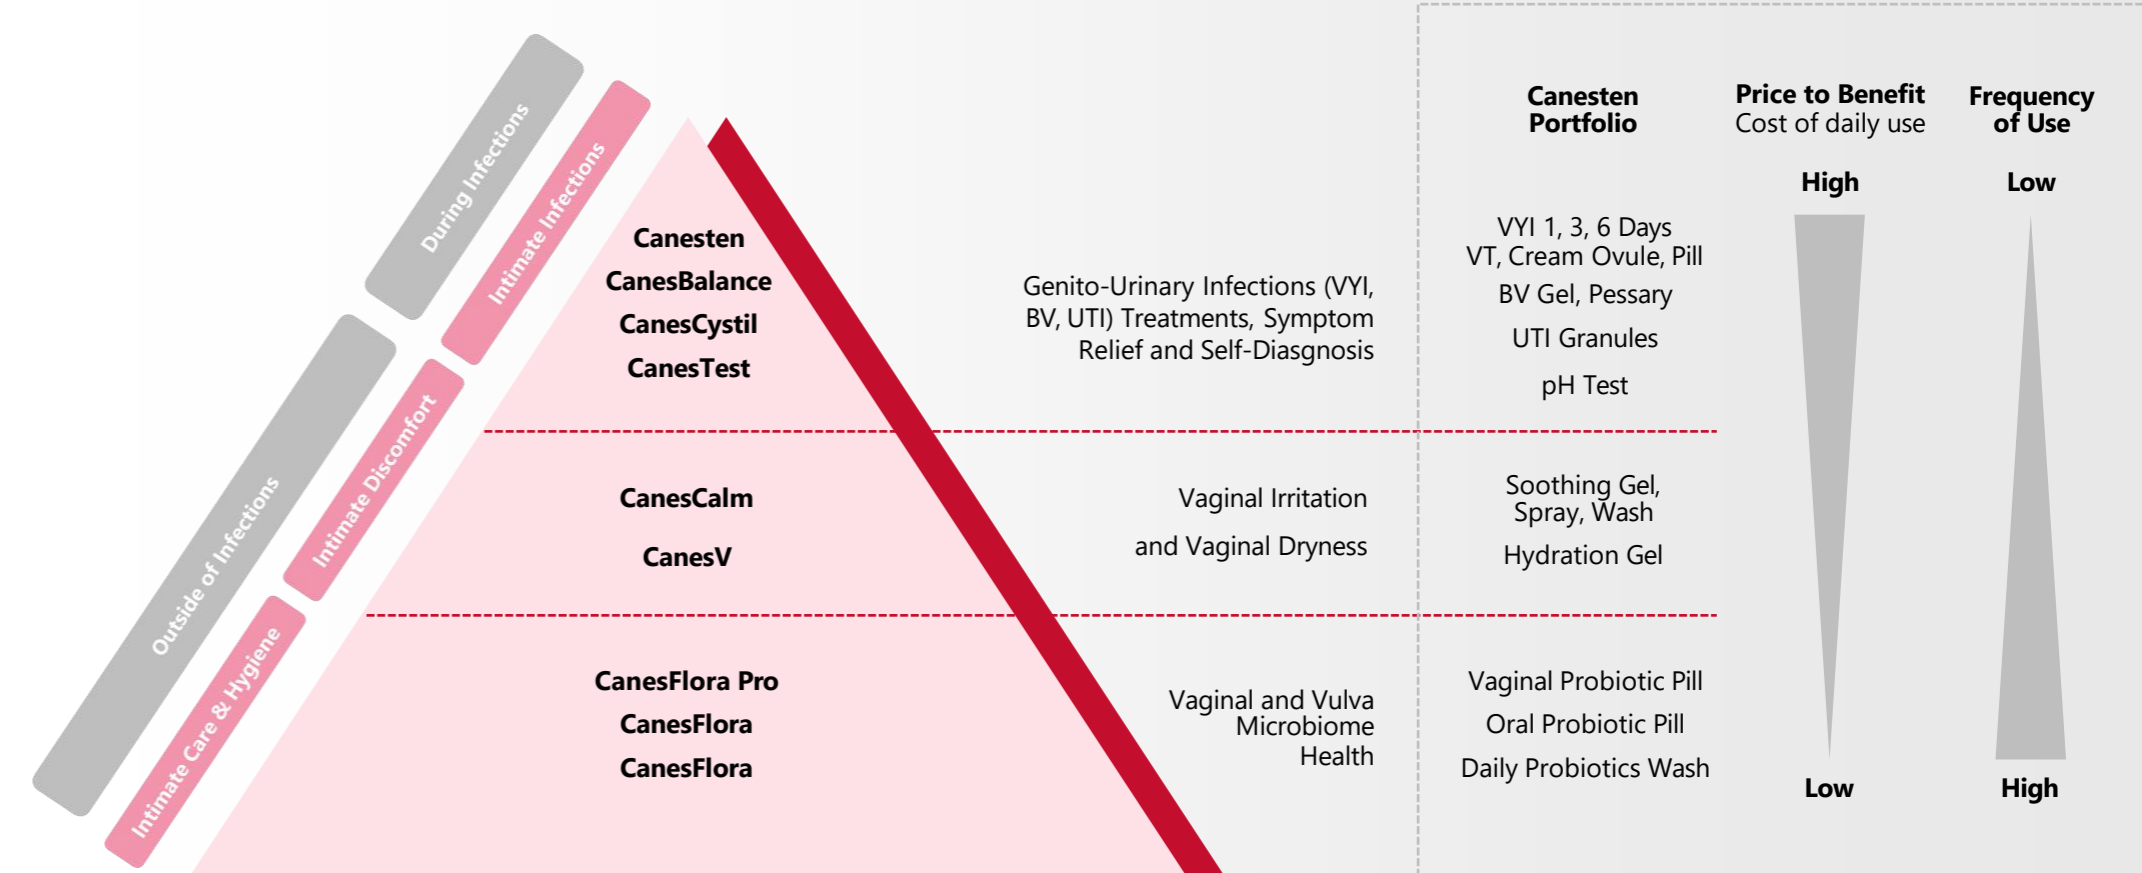 During Infections
Outside of Infections
Intimate Infections
Intimate Discomfort
Intimate Care & Hygiene
Canesten
CanesBalance
CanesCystil
CanesTest
CanesCalm
CanesV
CanesFlora Pro
CanesFlora
CanesFlora
Genito-Urinary Infections (VYI,
BV, UTI) Treatments, Symptom
Relief and Self-Diasgnosis
Vaginal Irritation
and Vaginal Dryness
Vaginal and Vulva
Microbiome
Health
Canesten
Portfolio
VYI 1, 3, 6 Days
VT, Cream Ovule, Pill
BV Gel, Pessary
UTI Granules
pH Test
Soothing Gel,
Spray, Wash
Hydration Gel
Vaginal Probiotic Pill
Oral Probiotic Pill
Daily Probiotics Wash
Price to Benefit
Cost of daily use
High
Low
Frequency
of Use
Low
High